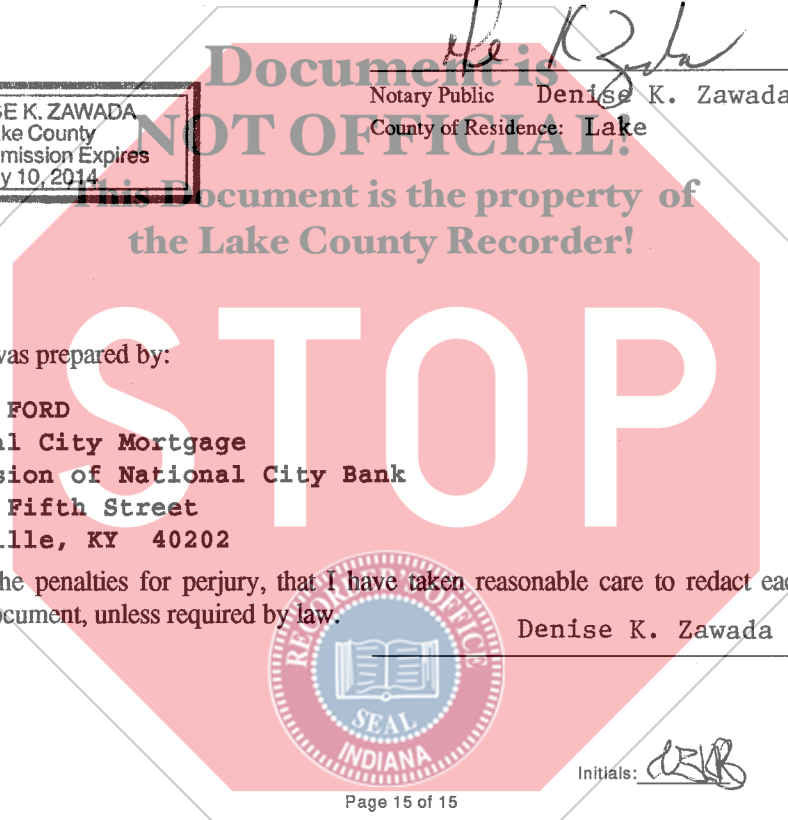 Document is
NOT OFFICIAL!
This Document is the property of
the Lake County Recorder!
STOP
SE K. ZAWADA
ke County
mission Expires
y 10, 2014
Notary Public Denise K. Zawada
County of Residence: Lake
was prepared by:
FORD
al City Mortgage
sion of National City Bank
Fifth Street
ille, KY 40202
he penalties for perjury, that I have taken reasonable care to redact eac
ocument, unless required by law.
Denise K. Zawada
RECORDER OFFICE
SEAL
INDIANA
Initials:
Page 15 of 15